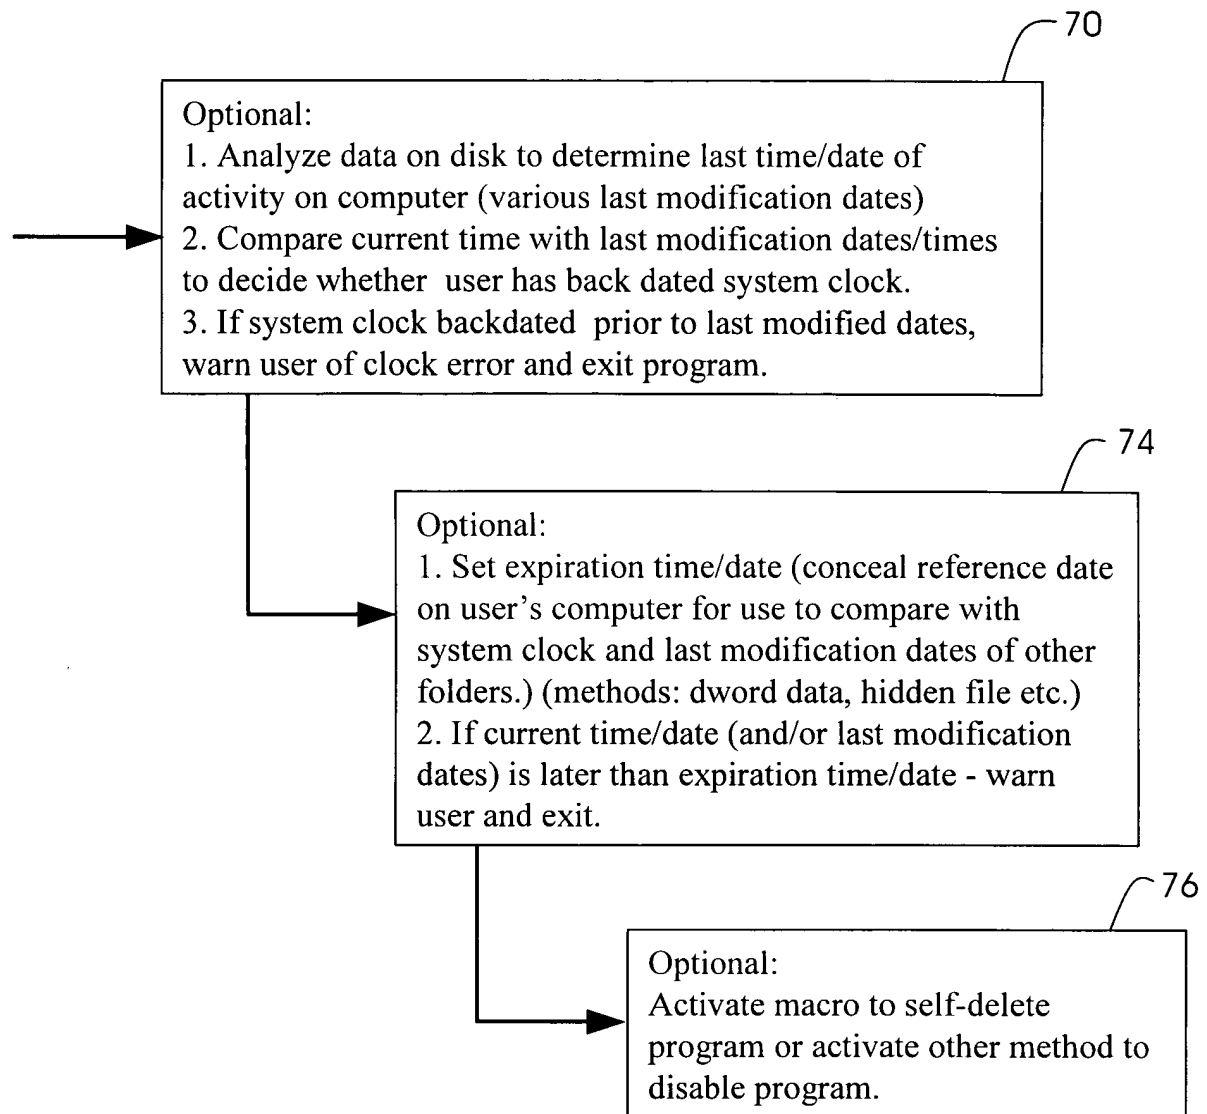 70
Optional:
1. Analyze data on disk to determine last time/date of
activity on computer (various last modification dates)
2. Compare current time with last modification dates/times
to decide whether user has back dated system clock.
3. If system clock backdated prior to last modified dates,
warn user of clock error and exit program.
74
Optional:
1. Set expiration time/date (conceal reference date
on user’s computer for use to compare with
system clock and last modification dates of other
folders.) (methods: dword data, hidden file etc.)
2. If current time/date (and/or last modification
dates) is later than expiration time/date - warn
user and exit.
76
Optional:
Activate macro to self-delete
program or activate other method to
disable program.